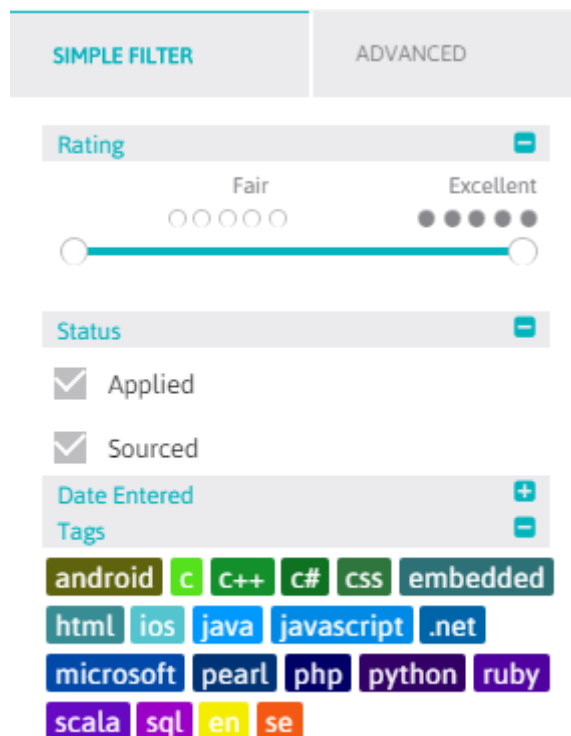 SIMPLE FILTER ADVANCED
Rating
Fair Excellent
Status
Applied
Sourced
Date Entered
Tags
android c c++ c# css embedded
html ios java javascript .net
microsoft pearl php python ruby
scala sql en se